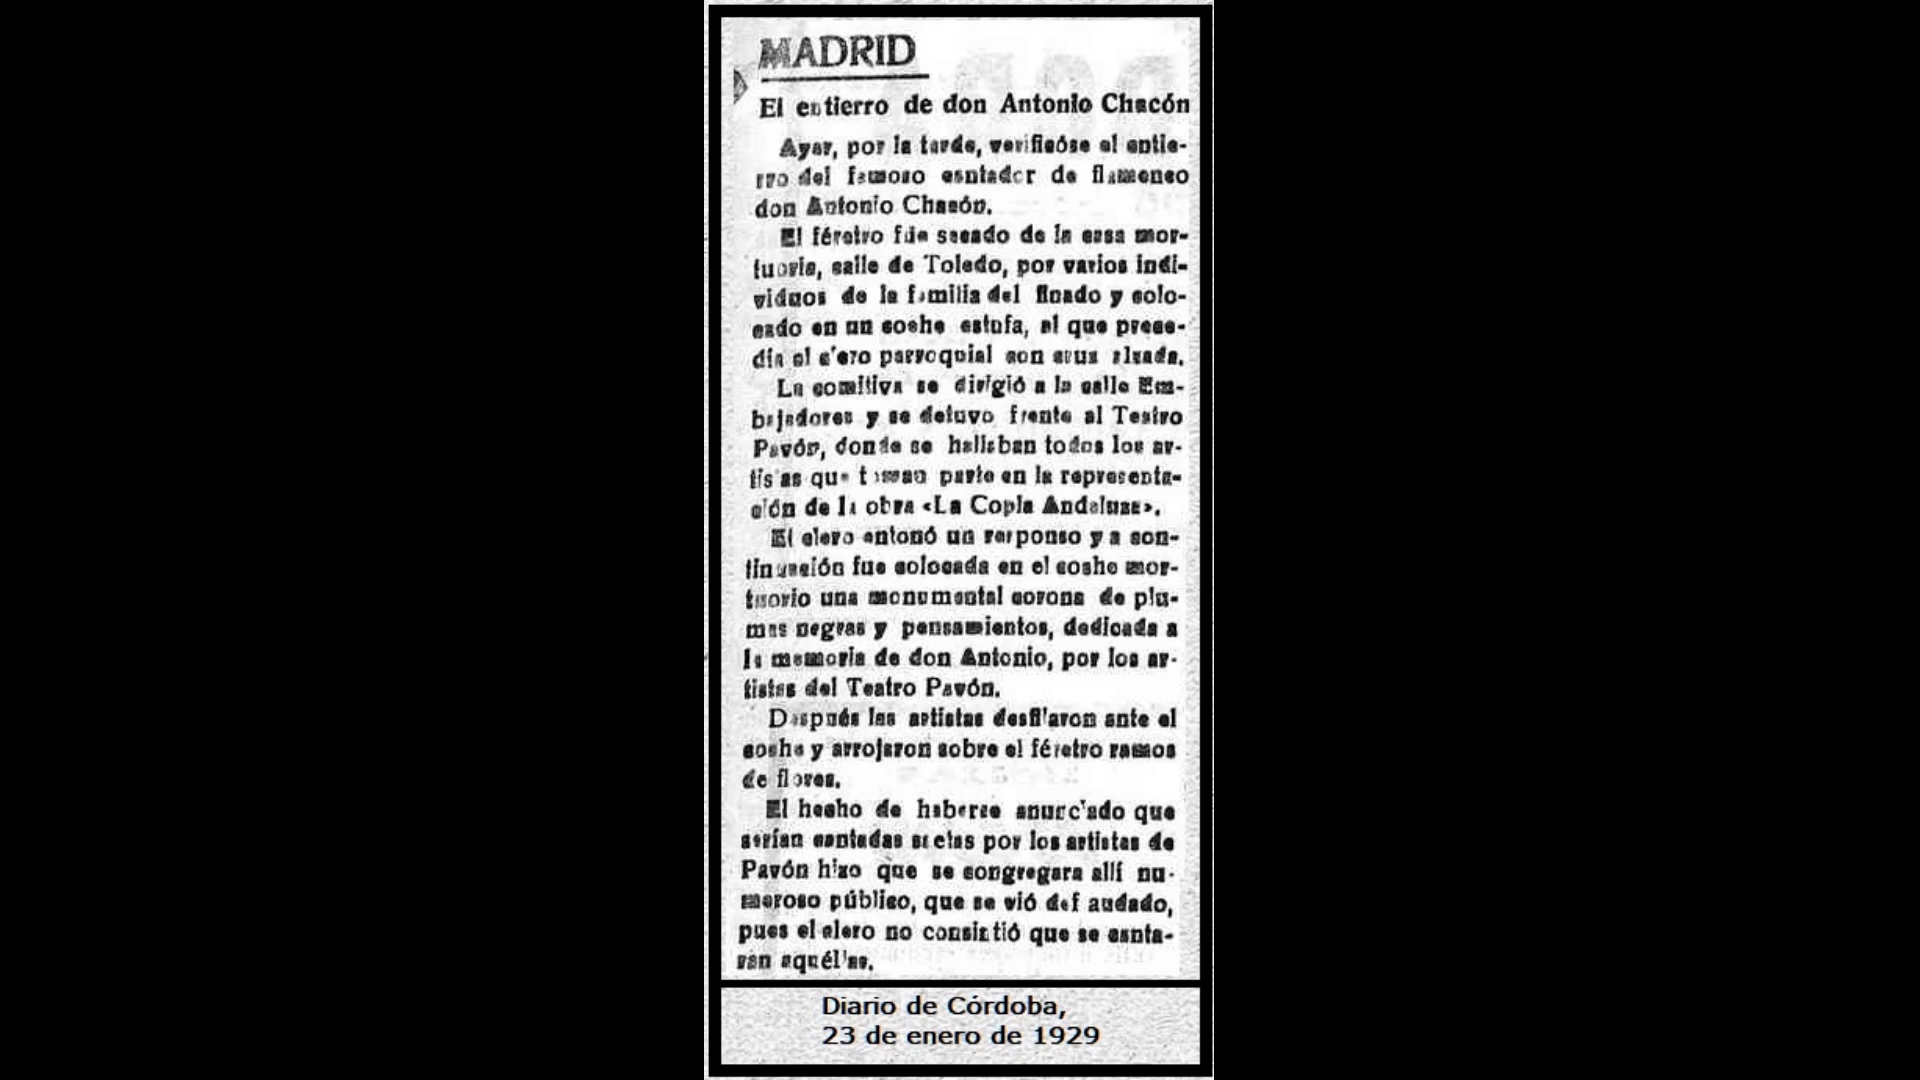 MADRID
El entierro de don Antonio Chacón
Ayer, por la tarde, verificóse el entie-
rro del famoso cantador de flamenco
don Antonio Chacón.
El féretro fue sacado de la casa mor-
tuoria, calle de Toledo, por varios indi-
viduos de la familia del finado y colo-
cado en un coche estufa, al que prece-
día el clero parroquial con cruz alzada.
La comitiva se dirigió a la calle Em-
bajadores y se detuvo frente al Teatro
Pavón, donde se hallaban todos los ar-
tistas que toman parte en la representa-
ción de la obra «La Copla Andaluza».
El clero entonó un responso y a con-
tinuación fue colocada en el coche mor-
tuorio una monumental corona de plu-
mas negras y pensamientos, dedicada a
la memoria de don Antonio, por los ar-
tistas del Teatro Pavón.
Después las artistas desfilaron ante el
coche y arrojaron sobre el féretro ramos
de flores.
El hecho de haberse anunciado que
serían cantadas saetas por los artistas de
Pavón hizo que se congregara allí nu-
meroso público, que se vió defraudado,
pues el clero no consintió que se canta-
ran aquéllas.
Diario de Córdoba,
23 de enero de 1929